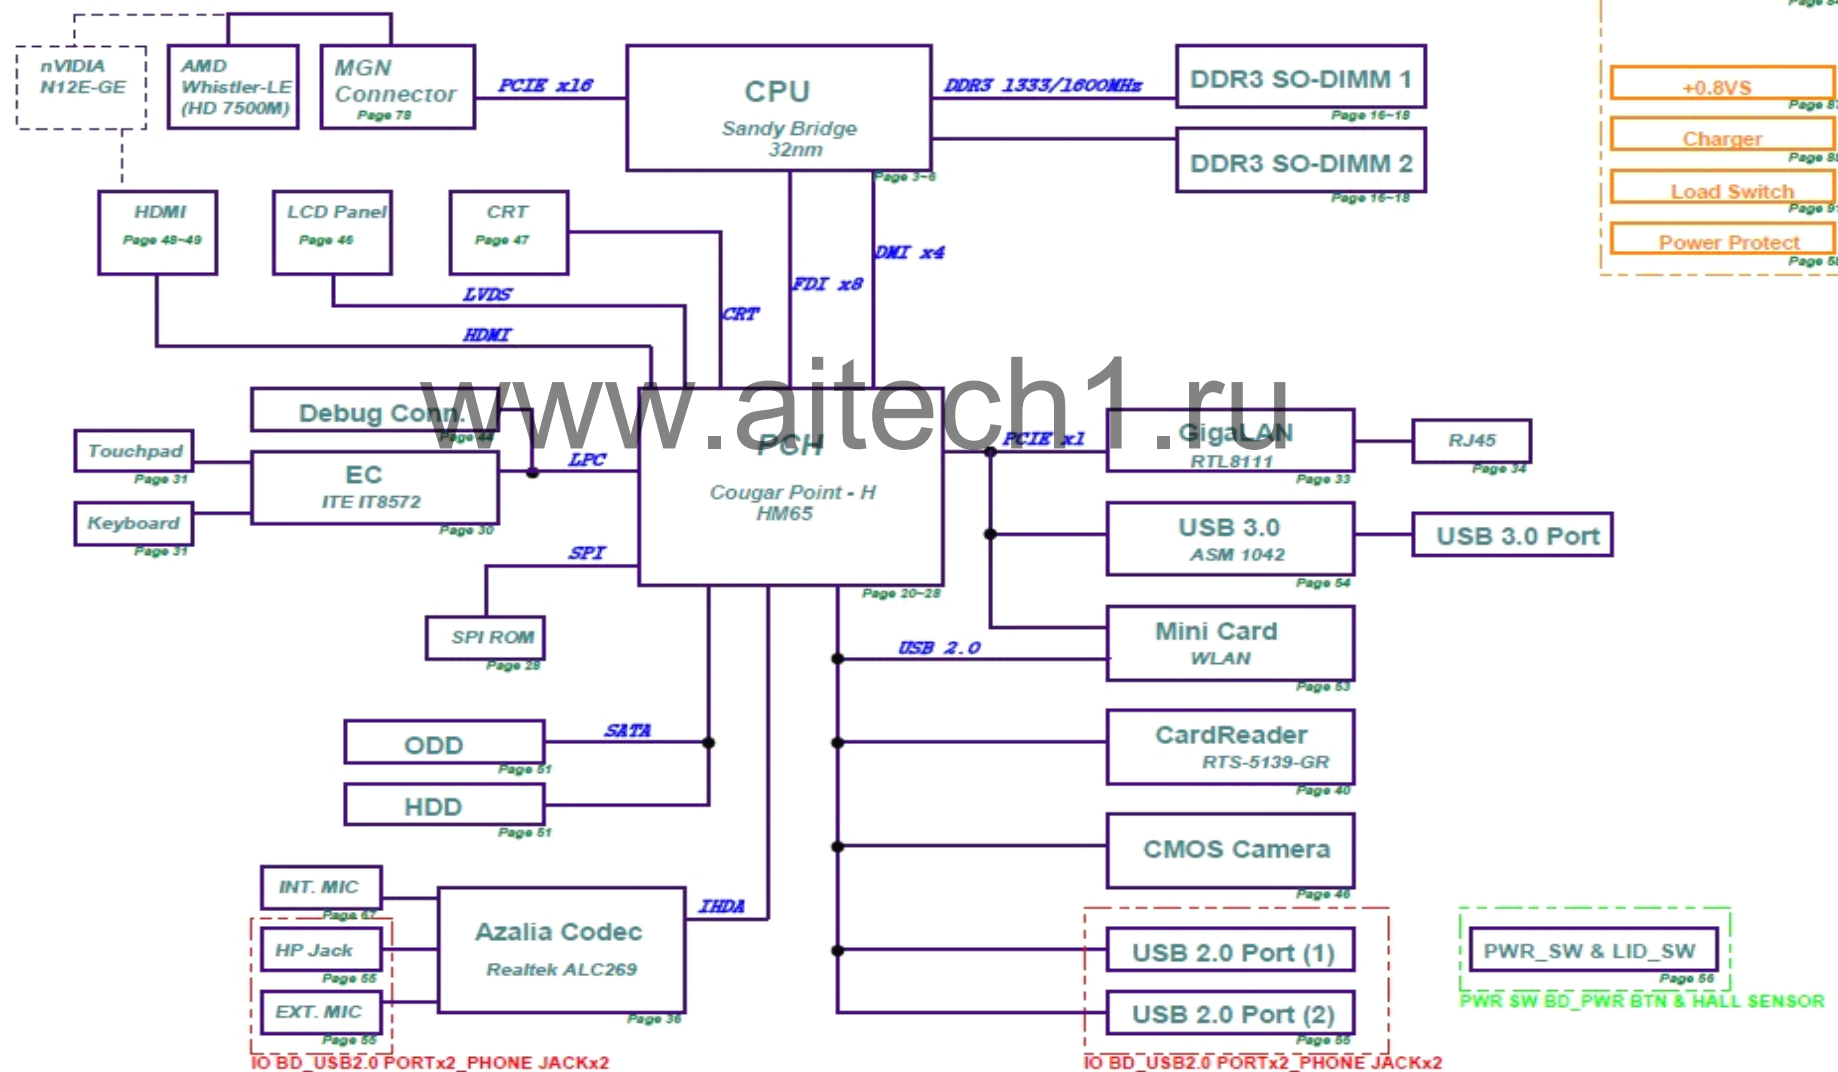 nVIDIA
N12E-GE
AMD
Whistler-LE
(HD 7500M)
MGN
Connector
Page 78
PCIE x16
CPU
Sandy Bridge
32nm
Page 3~6
DDR3 1333/1600MHz
DDR3 SO-DIMM 1
Page 16~18
DDR3 SO-DIMM 2
Page 16~18
+0.8VS
Charger
Load Switch
Power Protect
HDMI
Page 48~49
LCD Panel
Page 46
CRT
Page 47
DMI x4
FDI x8
LVDS
CRT
HDMI
www.aitech1.ru
Debug Conn.
Page 44
Touchpad
Page 31
EC
ITE IT8572
Page 30
Keyboard
Page 31
LPC
SPI
SPI ROM
Page 28
PCH
Cougar Point - H
HM65
Page 20~28
PCIE x1
GigaLAN
RTL8111
Page 33
RJ45
Page 34
USB 3.0
ASM 1042
Page 54
USB 3.0 Port
Mini Card
WLAN
Page 53
USB 2.0
CardReader
RTS-5139-GR
Page 40
CMOS Camera
Page 46
SATA
ODD
Page 51
HDD
Page 51
INT. MIC
Page 67
HP Jack
Page 55
EXT. MIC
Page 55
Azalia Codec
Realtek ALC269
Page 36
IHDA
IO BD_USB2.0 PORTx2_PHONE JACKx2
USB 2.0 Port (1)
USB 2.0 Port (2)
Page 55
IO BD_USB2.0 PORTx2_PHONE JACKx2
PWR_SW & LID_SW
Page 56
PWR SW BD_PWR BTN & HALL SENSOR